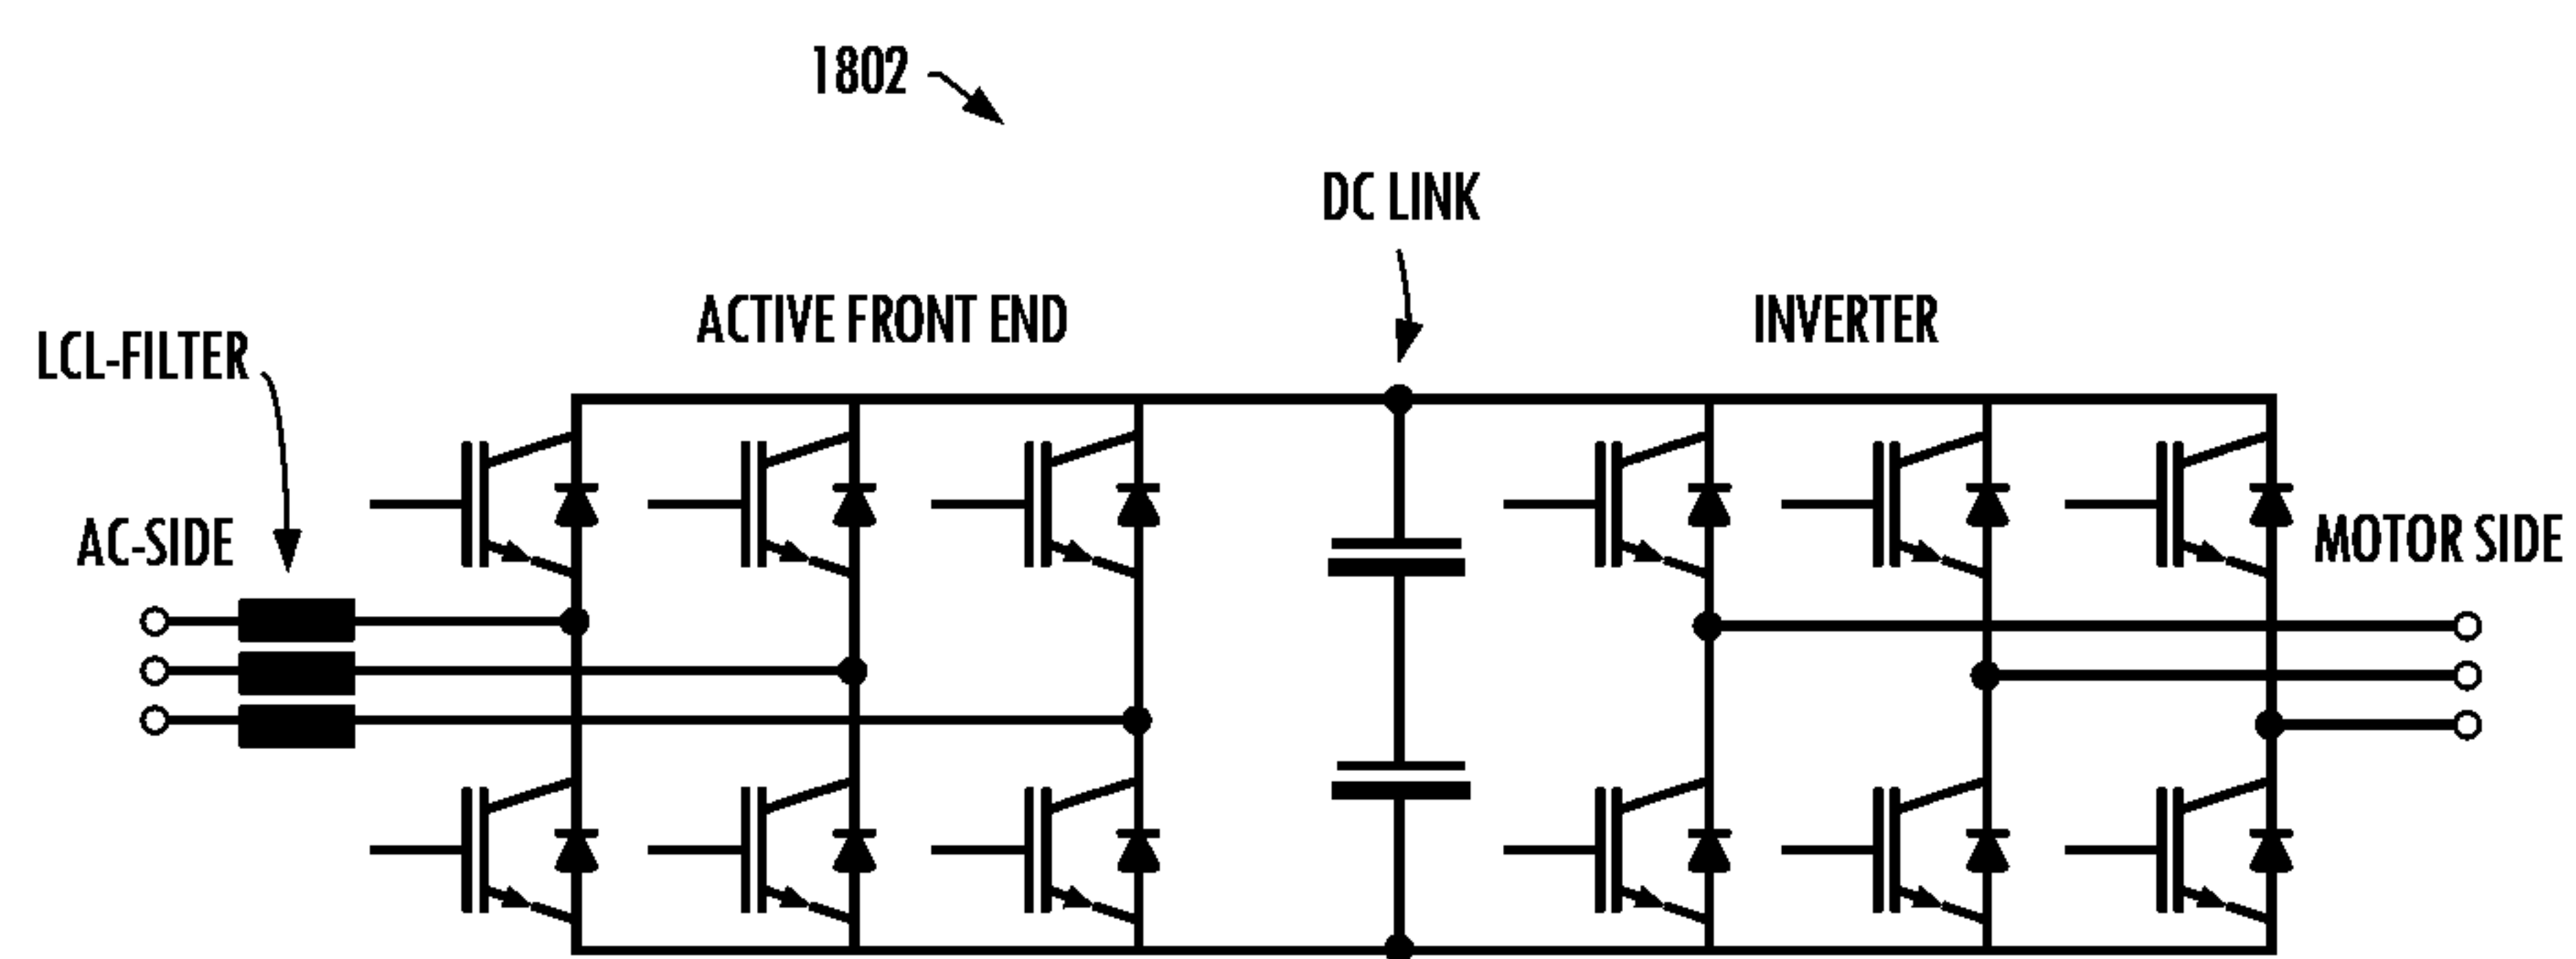 1802
DC LINK
ACTIVE FRONT END
INVERTER
LCL-FILTER
AC-SIDE
MOTOR SIDE